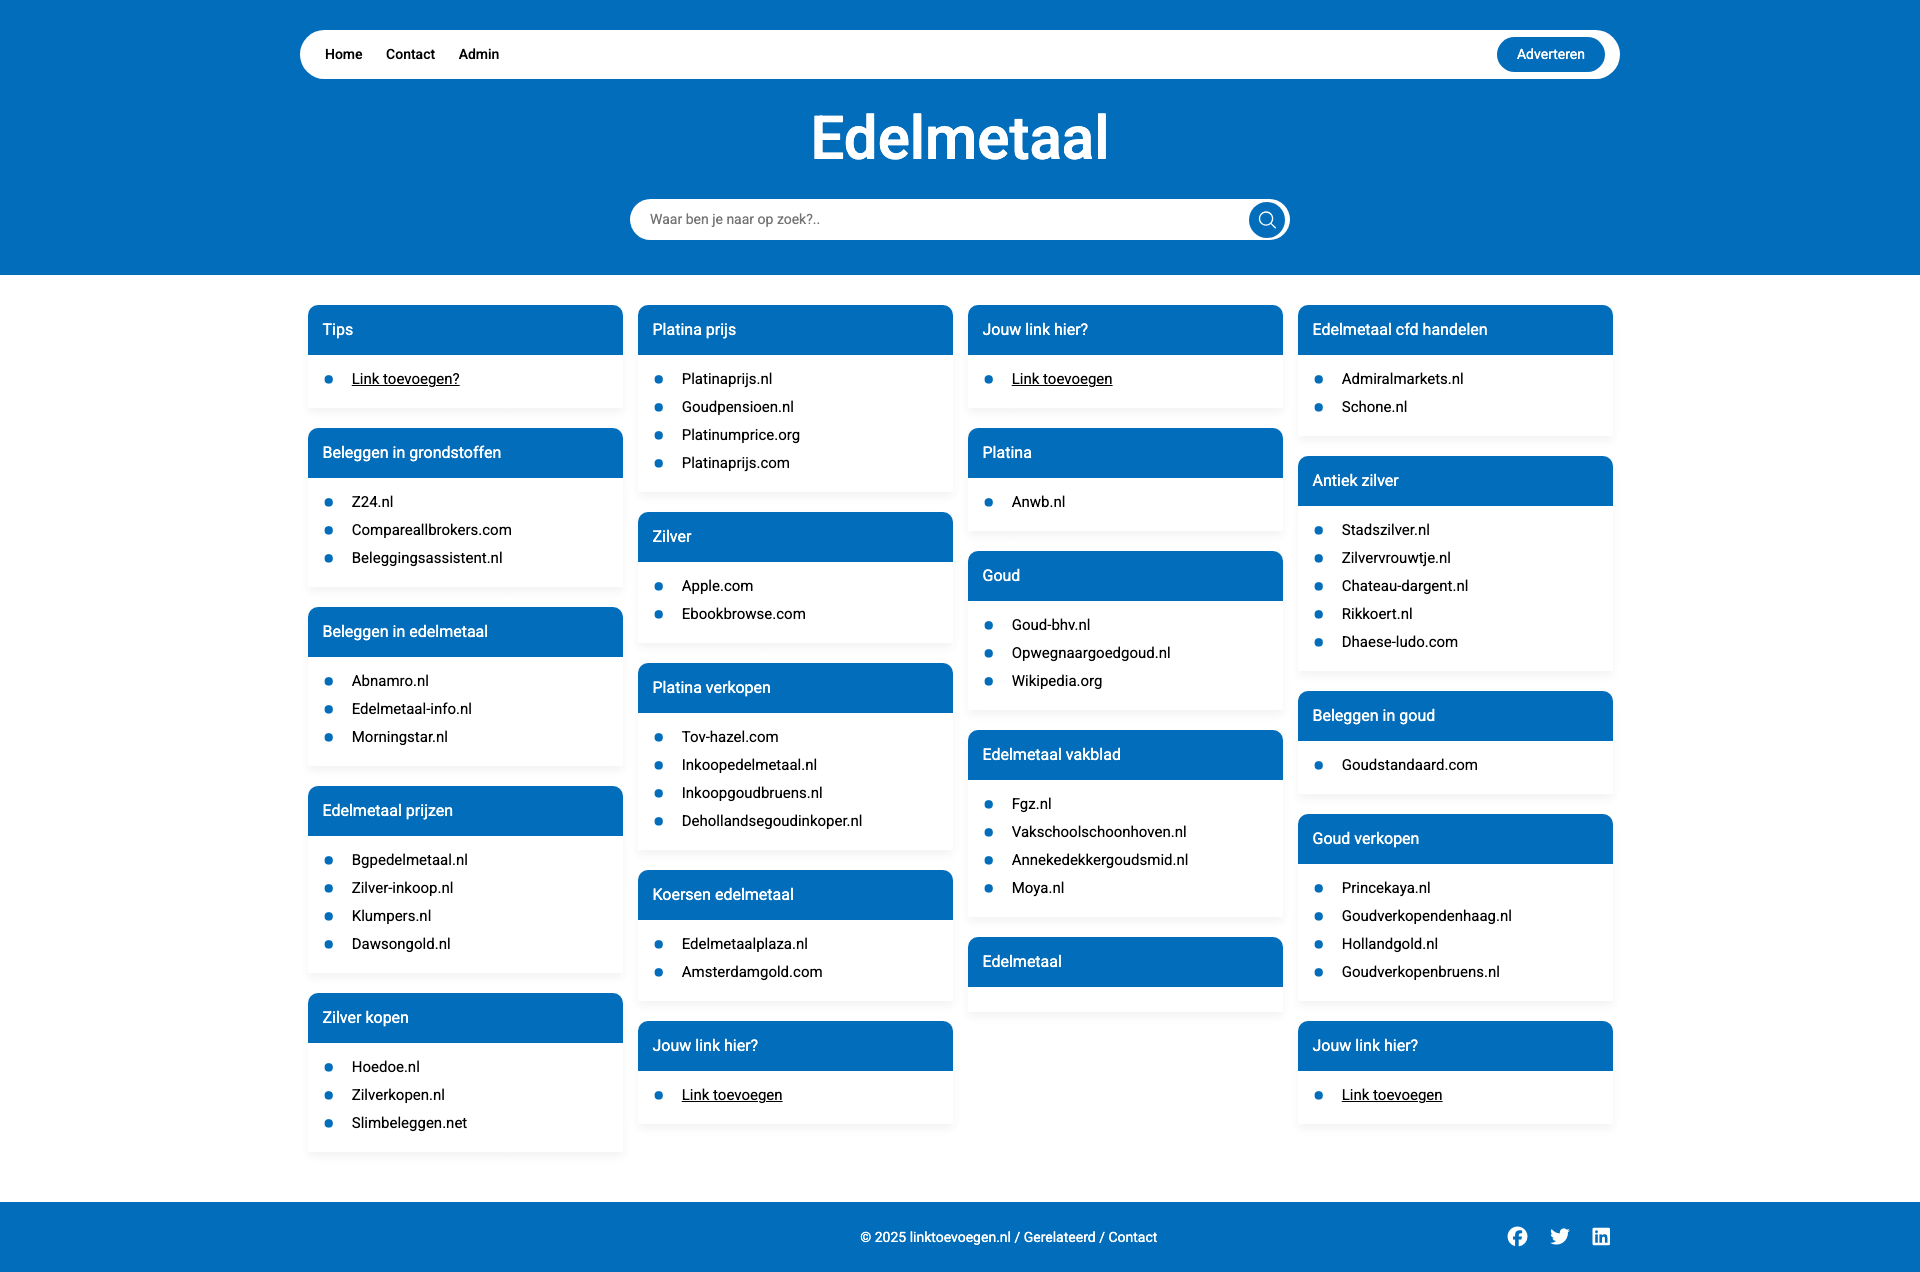 Home Contact Admin Adverteren
Edelmetaal
Waar ben je naar op zoek?..
Tips
Link toevoegen?
Beleggen in grondstoffen
Z24.nl
Compareallbrokers.com
Beleggingsassistent.nl
Beleggen in edelmetaal
Abnamro.nl
Edelmetaal-info.nl
Morningstar.nl
Edelmetaal prijzen
Bgpedelmetaal.nl
Zilver-inkoop.nl
Klumpers.nl
Dawsongold.nl
Zilver kopen
Hoedoe.nl
Zilverkopen.nl
Slimbeleggen.net
Platina prijs
Platinaprijs.nl
Goudpensioen.nl
Platinumprice.org
Platinaprijs.com
Zilver
Apple.com
Ebookbrowse.com
Platina verkopen
Tov-hazel.com
Inkoopedelmetaal.nl
Inkoopgoudbruens.nl
Dehollandsegoudinkoper.nl
Koersen edelmetaal
Edelmetaalplaza.nl
Amsterdamgold.com
Jouw link hier?
Link toevoegen
Jouw link hier?
Link toevoegen
Platina
Anwb.nl
Goud
Goud-bhv.nl
Opwegnaargoedgoud.nl
Wikipedia.org
Edelmetaal vakblad
Fgz.nl
Vakschoolschoonhoven.nl
Annekedekkergoudsmid.nl
Moya.nl
Edelmetaal
Edelmetaal cfd handelen
Admiralmarkets.nl
Schone.nl
Antiek zilver
Stadszilver.nl
Zilvervrouwtje.nl
Chateau-dargent.nl
Rikkoert.nl
Dhaese-ludo.com
Beleggen in goud
Goudstandaard.com
Goud verkopen
Princekaya.nl
Goudverkopendenhaag.nl
Hollandgold.nl
Goudverkopenbruens.nl
Jouw link hier?
Link toevoegen
© 2025 linktoevoegen.nl / Gerelateerd / Contact